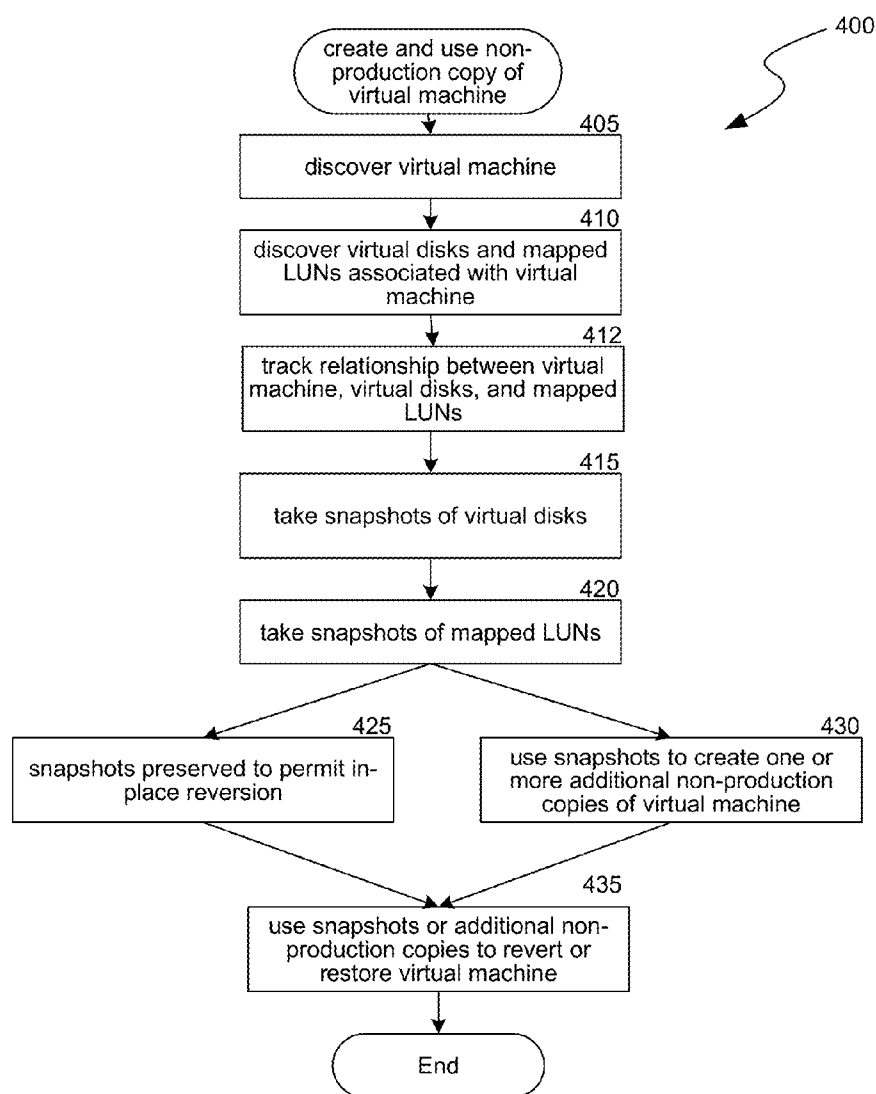 400
create and use non-
production copy of
virtual machine
405
discover virtual machine
410
discover virtual disks and mapped
LUNs associated with virtual
machine
412
track relationship between virtual
machine, virtual disks, and mapped
LUNs
415
take snapshots of virtual disks
420
take snapshots of mapped LUNs
425
snapshots preserved to permit in-
place reversion
430
use snapshots to create one or
more additional non-production
copies of virtual machine
435
use snapshots or additional non-
production copies to revert or
restore virtual machine
End